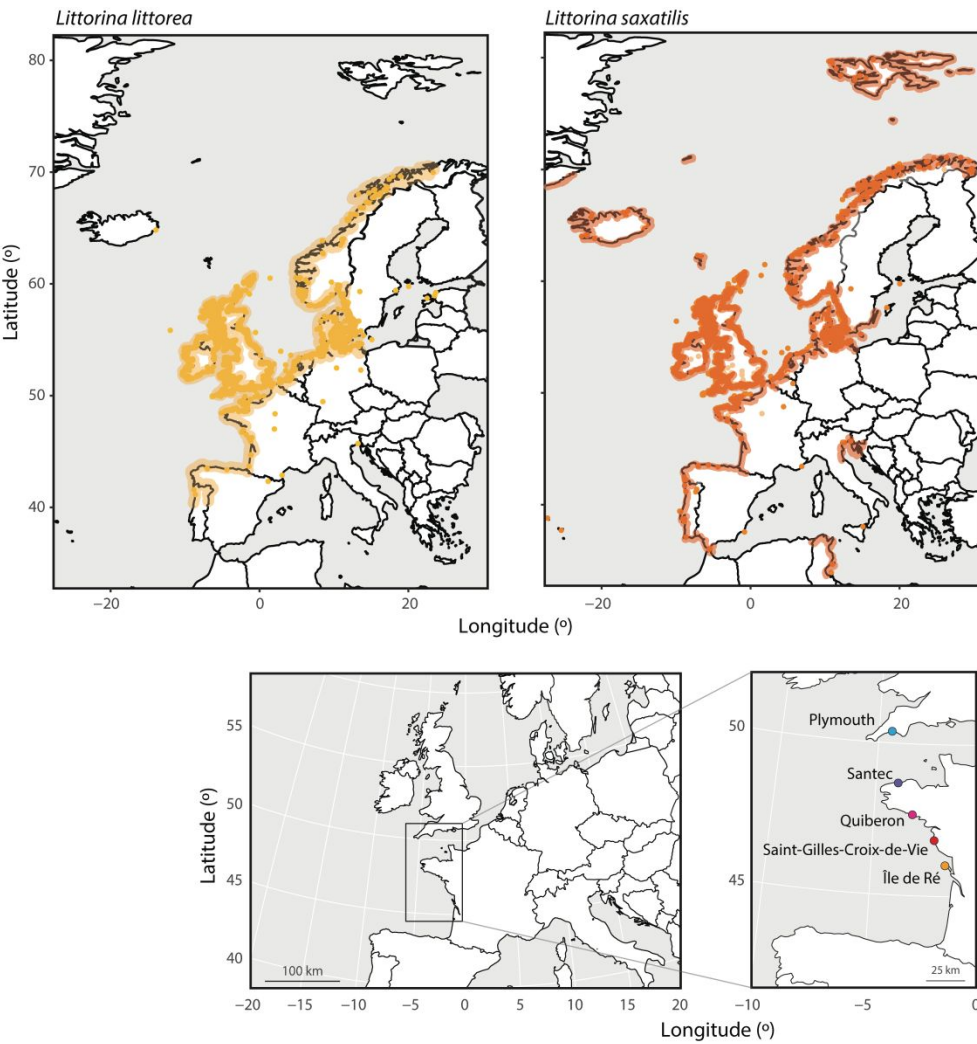 Littorina littorea
Littorina saxatilis
80
70
60
50
40
Latitude (º)
−20
0
20
−20
0
20
Longitude (º)
55
50
45
40
Latitude (º)
100 km
−20
−15
−10
−5
0
5
10
15
20
50
45
Plymouth
Santec
Quiberon
Saint-Gilles-Croix-de-Vie
Île de Ré
25 km
−10
−5
0
Longitude (º)